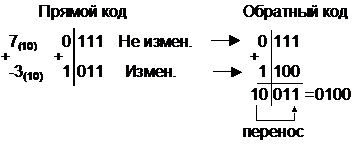 Прямой код Обратный код
7(10) 0 111 Не измен. 0 111
+ + +
-3(10) 1 011 Измен. 1 100
10 011 =0100
перенос